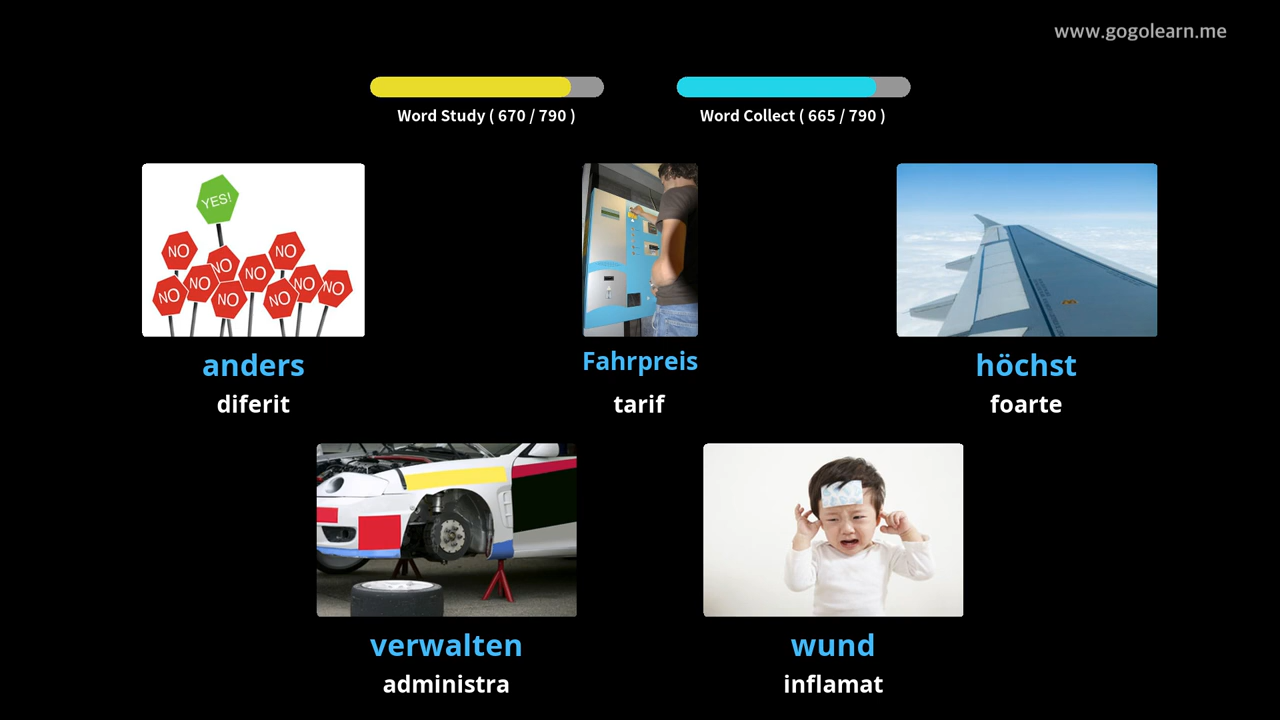 www.gogolearn.me
Word Study ( 670 / 790 )
Word Collect ( 665 / 790 )
YES!
NO
NO
NO
NO
NO
NO
NO
NO
NO
NO
anders
diferit
Fahrpreis
tarif
höchst
foarte
verwalten
administra
wund
inflamat